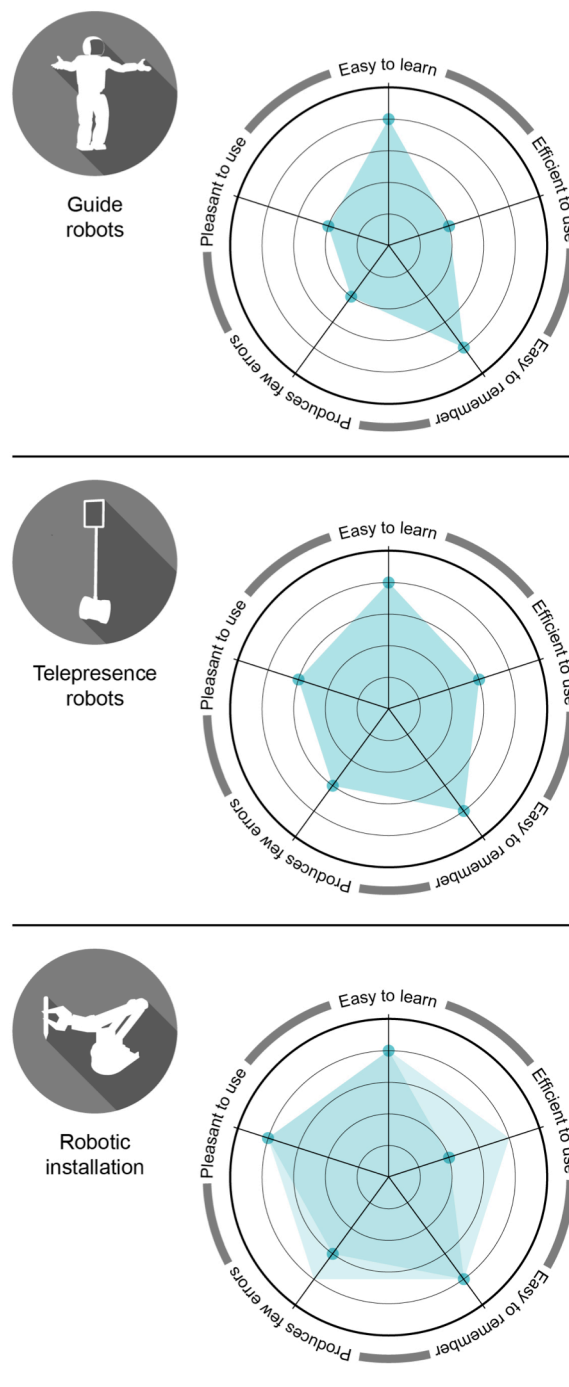 Guide
robots
Easy to learn
Efficient to use
Easy to remember
Produces few errors
Pleasant to use
Telepresence
robots
Easy to learn
Efficient to use
Easy to remember
Produces few errors
Pleasant to use
Robotic
installation
Easy to learn
Efficient to use
Easy to remember
Produces few errors
Pleasant to use